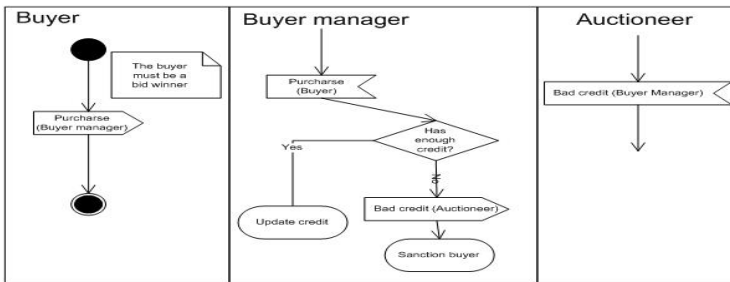 Buyer
The buyer
must be a
bid winner
Purcharse
(Buyer manager)
Buyer manager
Purcharse
(Buyer)
Has
enough
credit?
Yes
No
Update credit
Bad credit (Auctioneer)
Sanction buyer
Auctioneer
Bad credit (Buyer Manager)